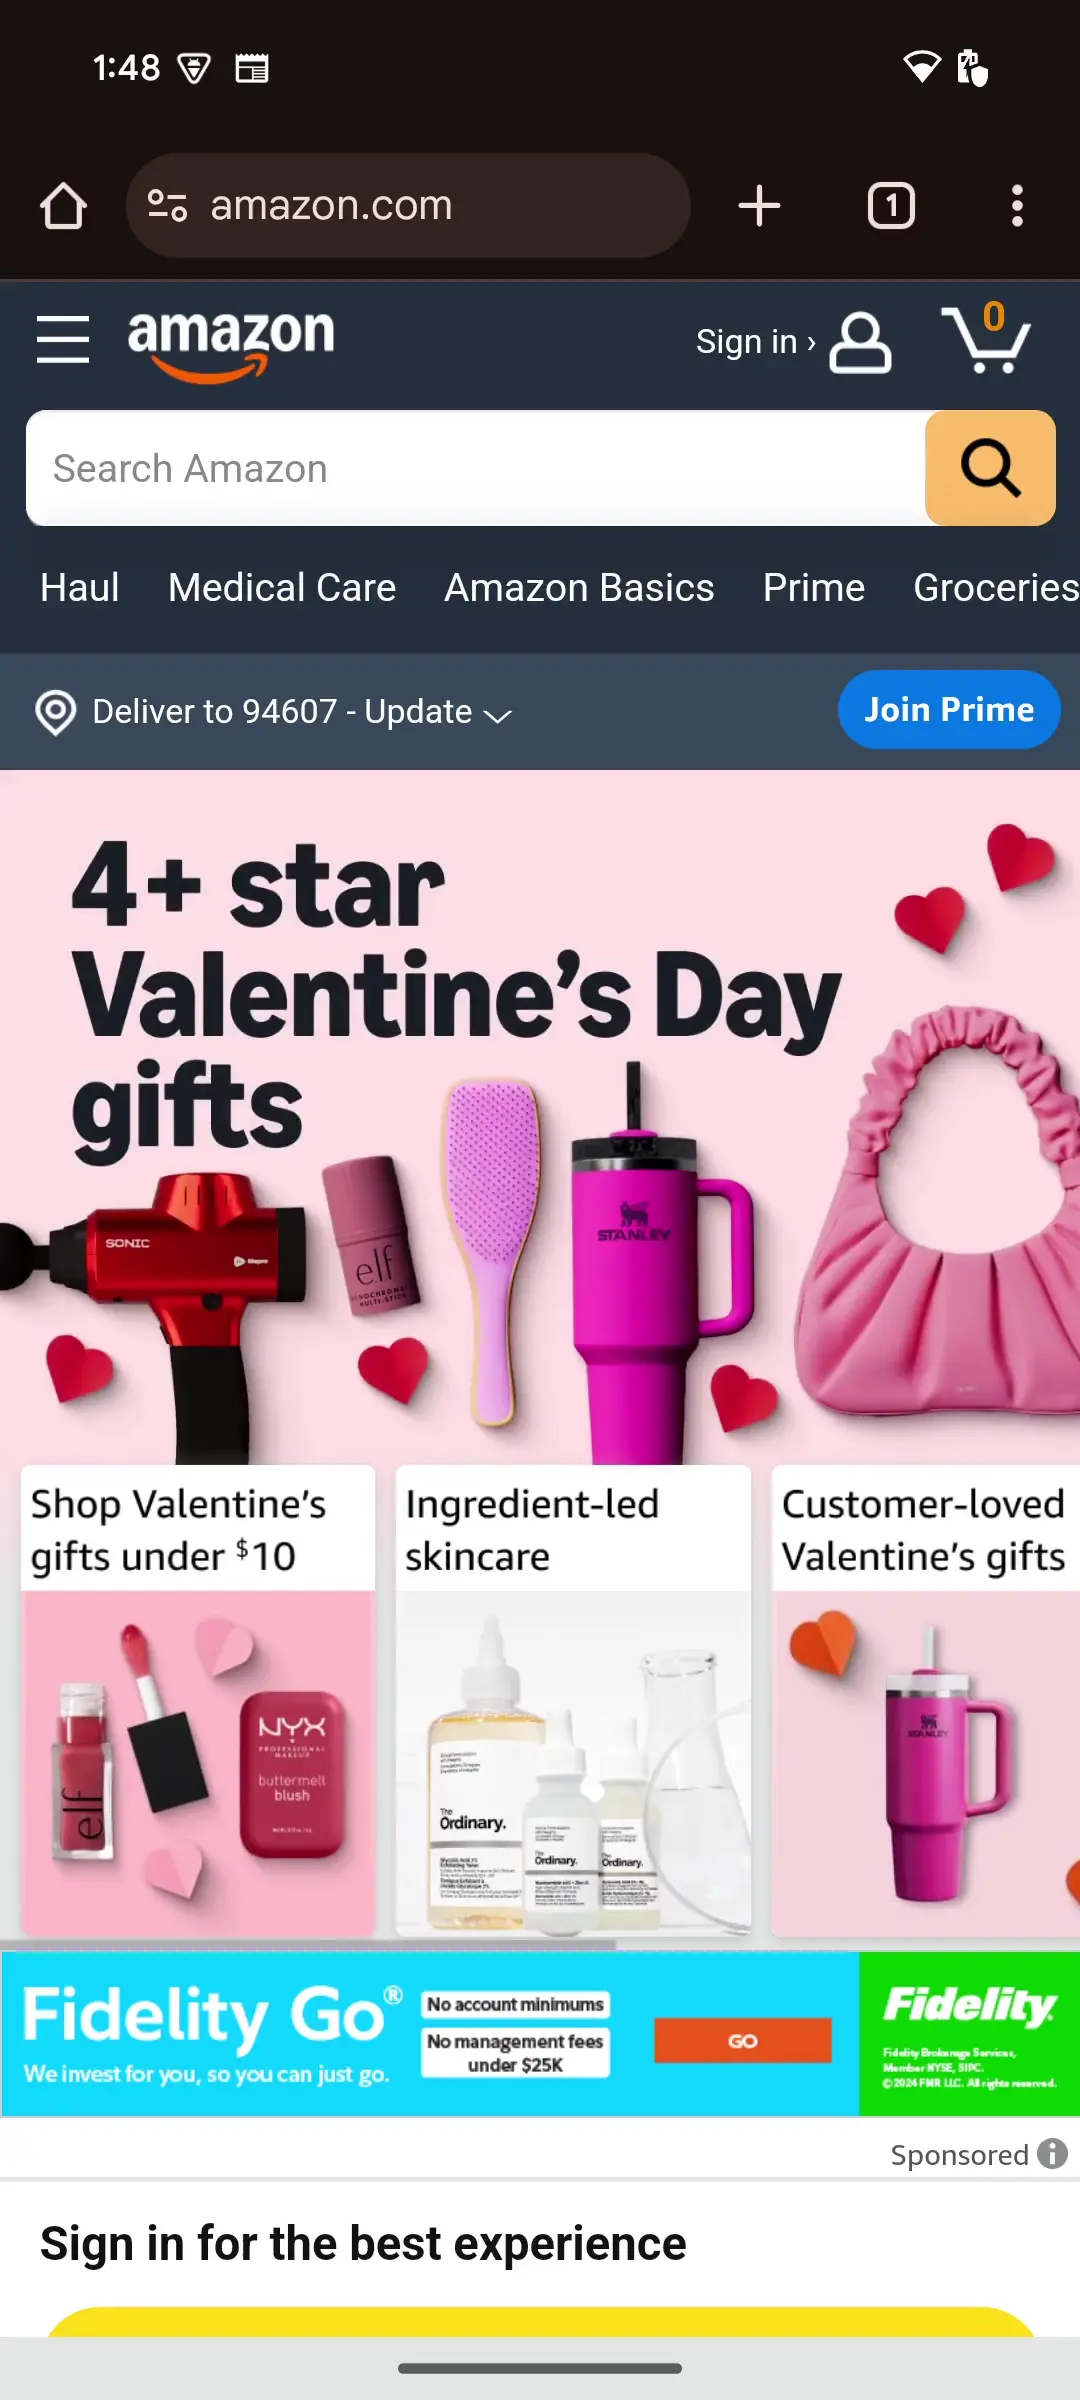 1:48
amazon.com
1
amazon
Sign in ›
0
Search Amazon
Haul Medical Care Amazon Basics Prime Groceries
Deliver to 94607 - Update
Join Prime
4+ star
Valentine's Day
gifts
SONIC
elf
STANLEY
Shop Valentine's
gifts under $10
Ingredient-led
skincare
Customer-loved
Valentine's gifts
elf
NYX
PROFESSIONAL
MAKEUP
buttermelt
blush
The
Ordinary.
Ordinary.
Ordinary.
STANLEY
Fidelity Go®
We invest for you, so you can just go.
No account minimums
No management fees
under $25K
GO
Fidelity
Fidelity Brokerage Services,
Member NYSE, SIPC.
©2024 FMR LLC. All rights reserved.
Sponsored
Sign in for the best experience